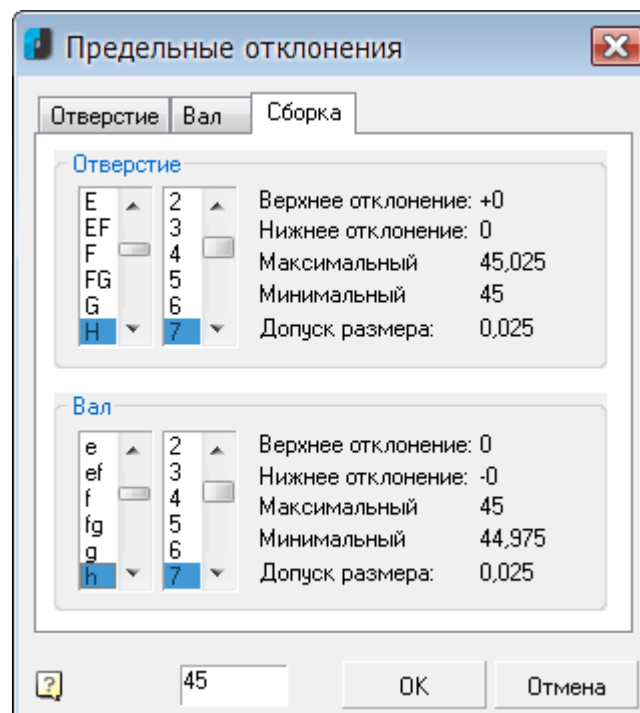 Предельные отклонения
Отверстие Вал Сборка
Отверстие
E 2 Верхнее отклонение: +0
EF 3 Нижнее отклонение: 0
F 4 Максимальный 45,025
FG 5 Минимальный 45
G 6
H 7 Допуск размера: 0,025
Вал
e 2 Верхнее отклонение: 0
ef 3 Нижнее отклонение: -0
f 4 Максимальный 45
fg 5 Минимальный 44,975
g 6
h 7 Допуск размера: 0,025
? 45 OK Отмена